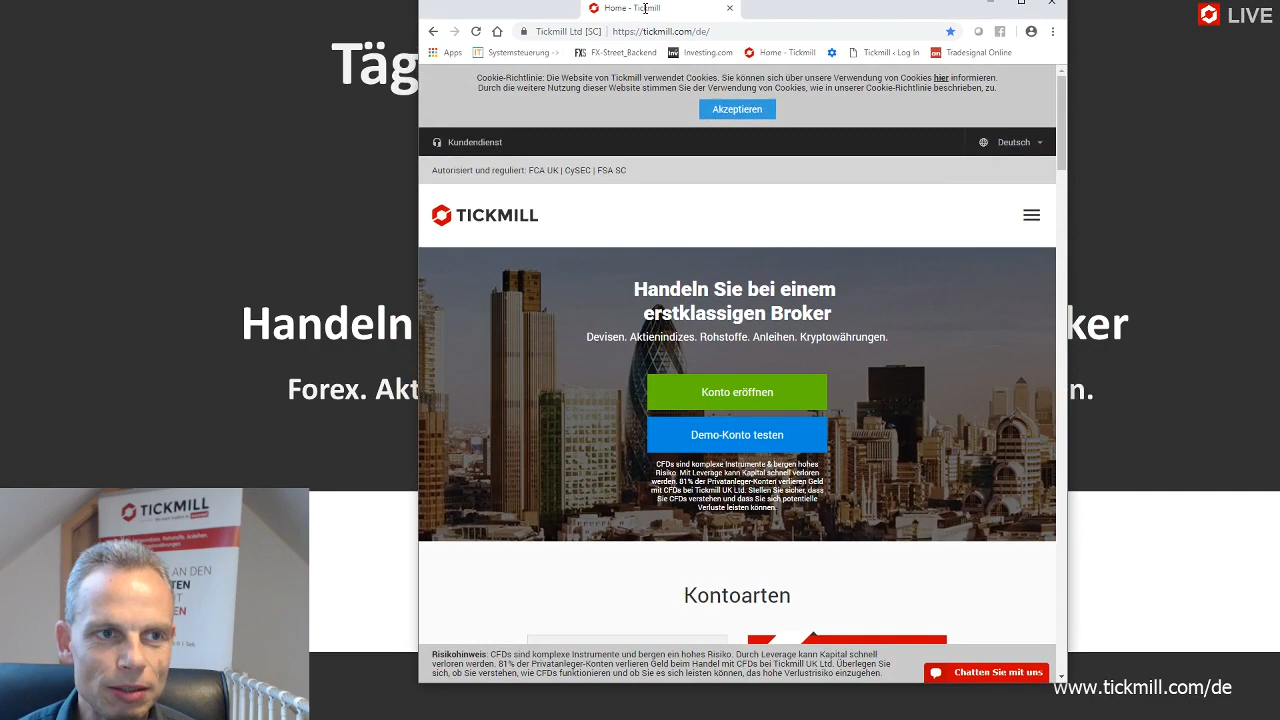 Home - Tickmill
LIVE
Tickmill Ltd [SC] | https://tickmill.com/de/
Apps
Systemsteuerung
FX-Street_Backend
Investing.com
Home - Tickmill
Tickmill • Log In
Tradesignal Online
Täg
Cookie-Richtlinie: Die Website von Tickmill verwendet Cookies. Sie können sich über unsere Verwendung von Cookies hier informieren.
Durch die weitere Nutzung dieser Website stimmen Sie der Verwendung von Cookies, wie in unserer Cookie-Richtlinie beschrieben, zu.
Akzeptieren
Kundendienst
Deutsch
Autorisiert und reguliert: FCA UK | CySEC | FSA SC
TICKMILL
Handeln Sie bei einem
erstklassigen Broker
Devisen. Aktienindizes. Rohstoffe. Anleihen. Kryptowährungen.
Handeln
ker
Forex. Akt
n.
Konto eröffnen
Demo-Konto testen
CFDs sind komplexe Instrumente & bergen hohes
Risiko. Mit Leverage kann Kapital schnell verloren
werden. 81% der Privatanleger-Konten verlieren Geld
mit CFDs bei Tickmill UK Ltd. Stellen Sie sicher, dass
Sie CFDs verstehen und dass Sie sich potentielle
Verluste leisten können.
Kontoarten
Risikohinweis: CFDs sind komplexe Instrumente und bergen ein hohes Risiko. Durch Leverage kann Kapital schnell
verloren werden. 81% der Privatanleger-Konten verlieren Geld beim Handel mit CFDs bei Tickmill UK Ltd. Überlegen Sie
sich, ob Sie verstehen, wie CFDs funktionieren und ob Sie es sich leisten können, das hohe Verlustrisiko einzugehen.
Chatten Sie mit uns
www.tickmill.com/de
TICKMILL
E AN DEN